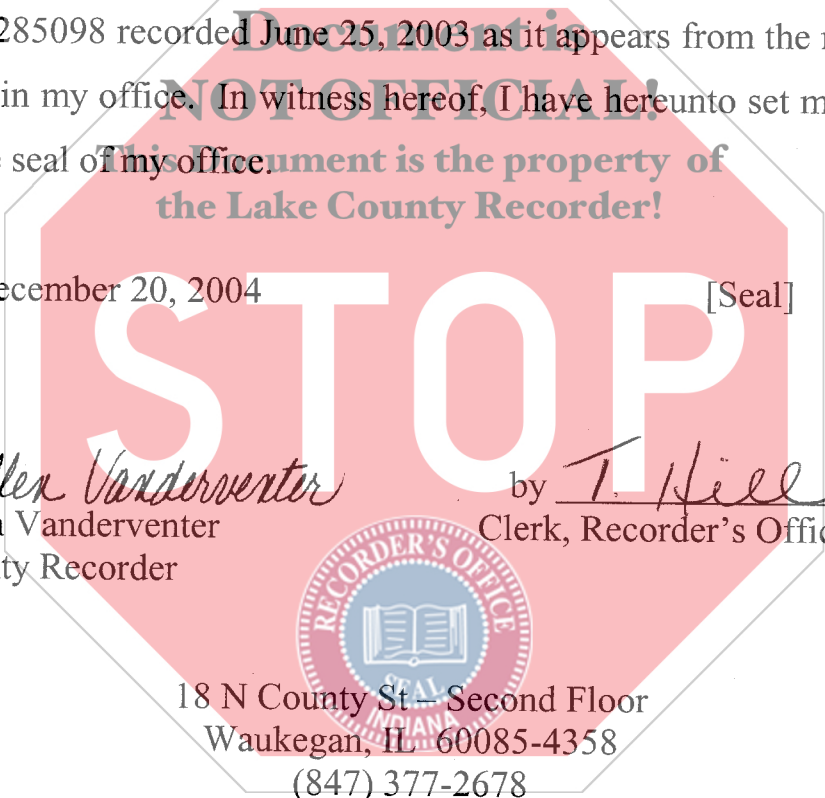 Document is
285098 recorded June 25, 2003 as it appears from the
NOT OFFICIAL!
in my office. In witness hereof, I have hereunto set m
This Document is the property of
seal of my office.
the Lake County Recorder!
ecember 20, 2004 [Seal]
STOP
len Vanderventer by T. Hill
Vanderventer Clerk, Recorder's Offic
ty Recorder
RECORDER'S OFFICE
SEAL
INDIANA
18 N County St – Second Floor
Waukegan, IL 60085-4358
(847) 377-2678